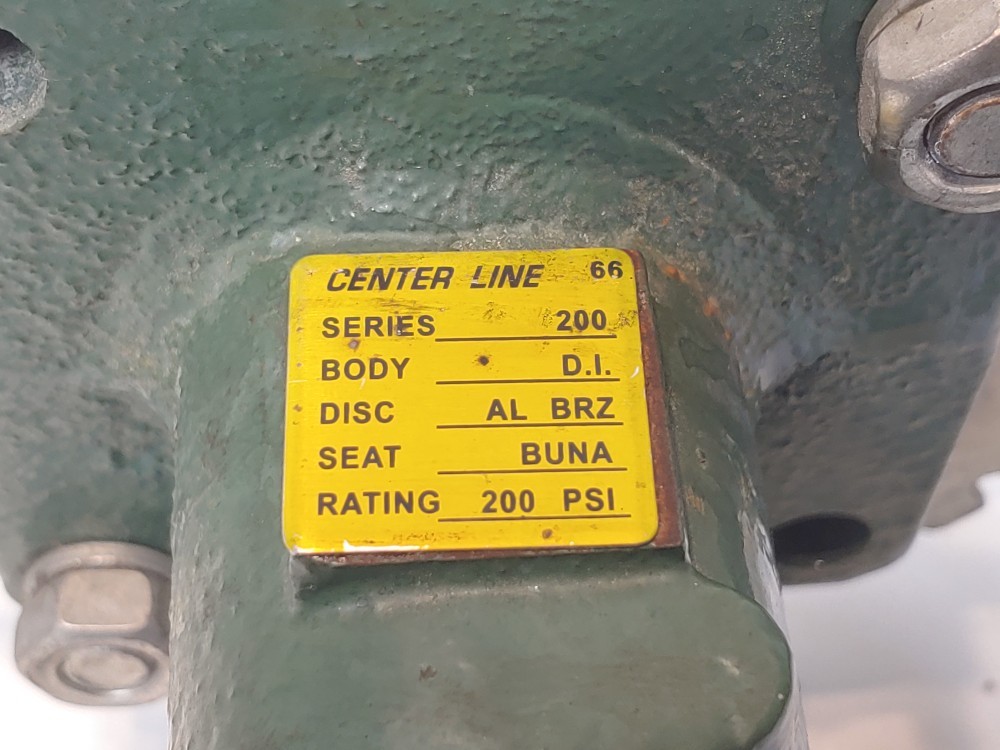 CENTER LINE 66
SERIES 200
BODY D.I.
DISC AL BRZ
SEAT BUNA
RATING 200 PSI